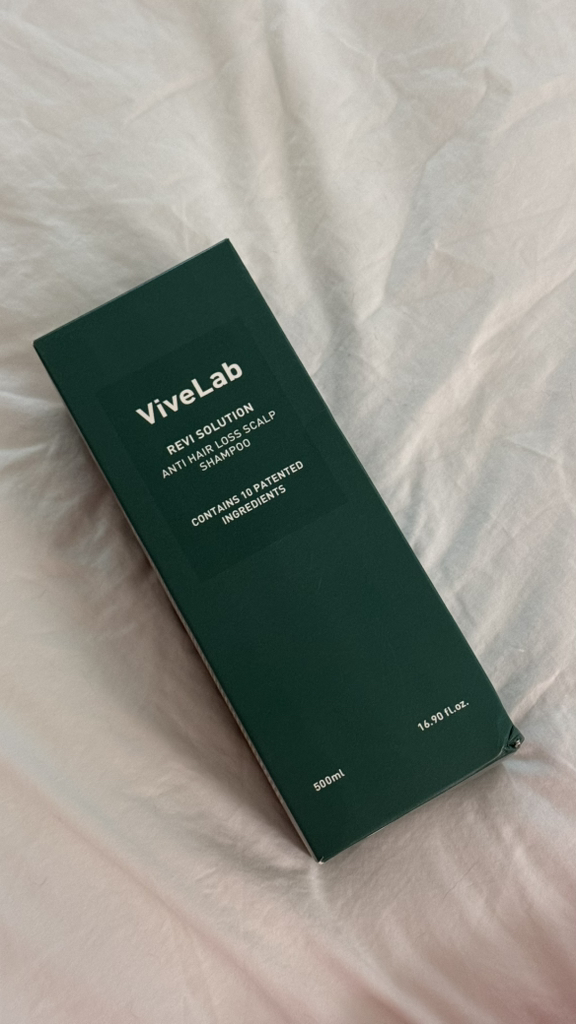 ViveLab
REVI SOLUTION
ANTI HAIR LOSS SCALP
SHAMPOO
CONTAINS 10 PATENTED
INGREDIENTS
500ml
16.90 fl.oz.